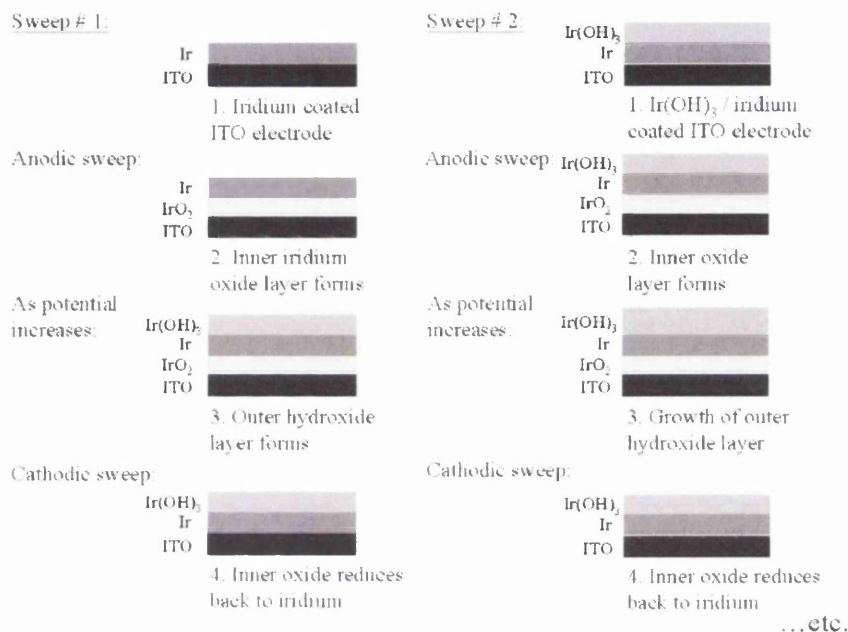 Sweep # 1:
Ir
ITO
1. Iridium coated
ITO electrode
Anodic sweep:
Ir
IrO₂
ITO
2. Inner iridium
oxide layer forms
As potential
increases:
Ir(OH)₃
Ir
IrO₂
ITO
3. Outer hydroxide
layer forms
Cathodic sweep:
Ir(OH)₃
Ir
ITO
4. Inner oxide reduces
back to iridium
Sweep # 2:
Ir(OH)₃
Ir
ITO
1. Ir(OH)₃ / iridium
coated ITO electrode
Anodic sweep:
Ir(OH)₃
Ir
IrO₂
ITO
2. Inner oxide
layer forms
As potential
increases:
Ir(OH)₃
Ir
IrO₂
ITO
3. Growth of outer
hydroxide layer
Cathodic sweep:
Ir(OH)₃
Ir
ITO
4. Inner oxide reduces
back to iridium
...etc.